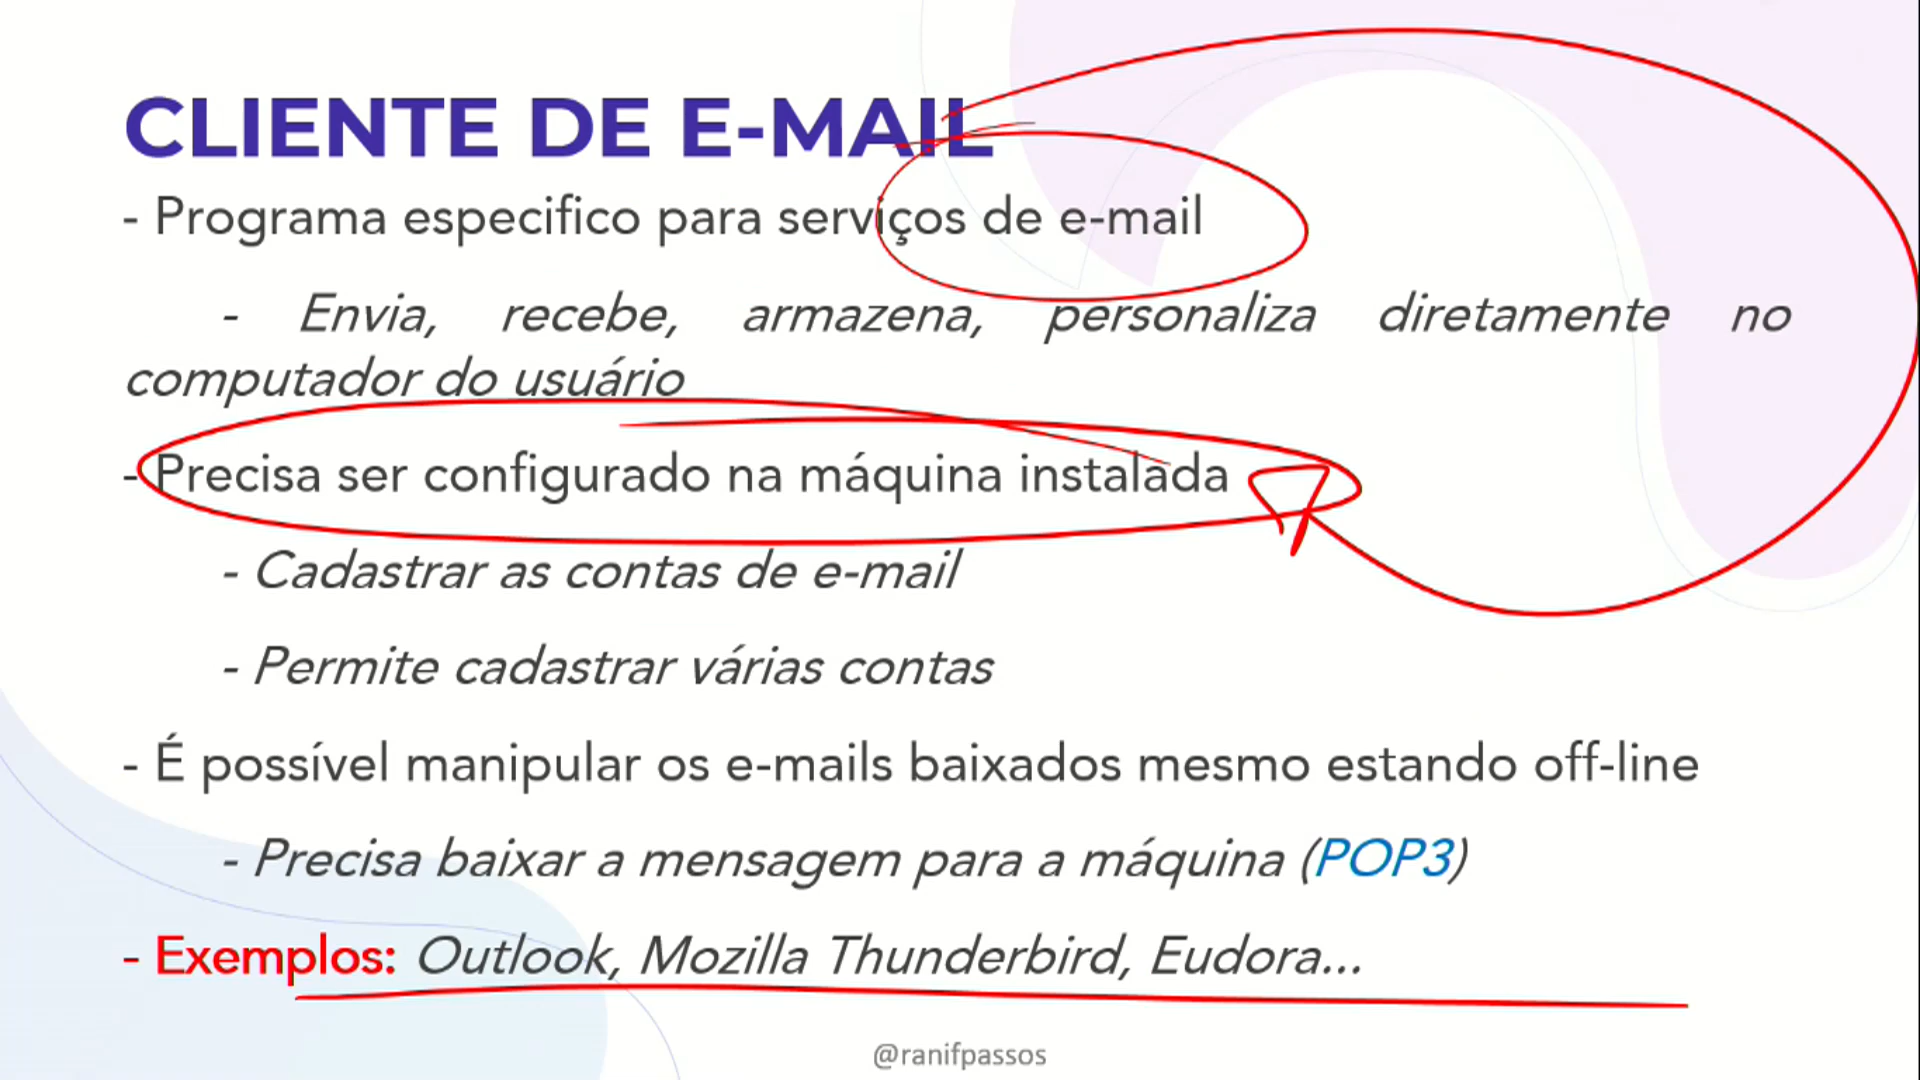 CLIENTE DE E-MAIL
- Programa especifico para serviços de e-mail
- Envia, recebe, armazena, personaliza diretamente no
computador do usuário
- Precisa ser configurado na máquina instalada
- Cadastrar as contas de e-mail
- Permite cadastrar várias contas
- É possível manipular os e-mails baixados mesmo estando off-line
- Precisa baixar a mensagem para a máquina (POP3)
- Exemplos: Outlook, Mozilla Thunderbird, Eudora...
@ranifpassos